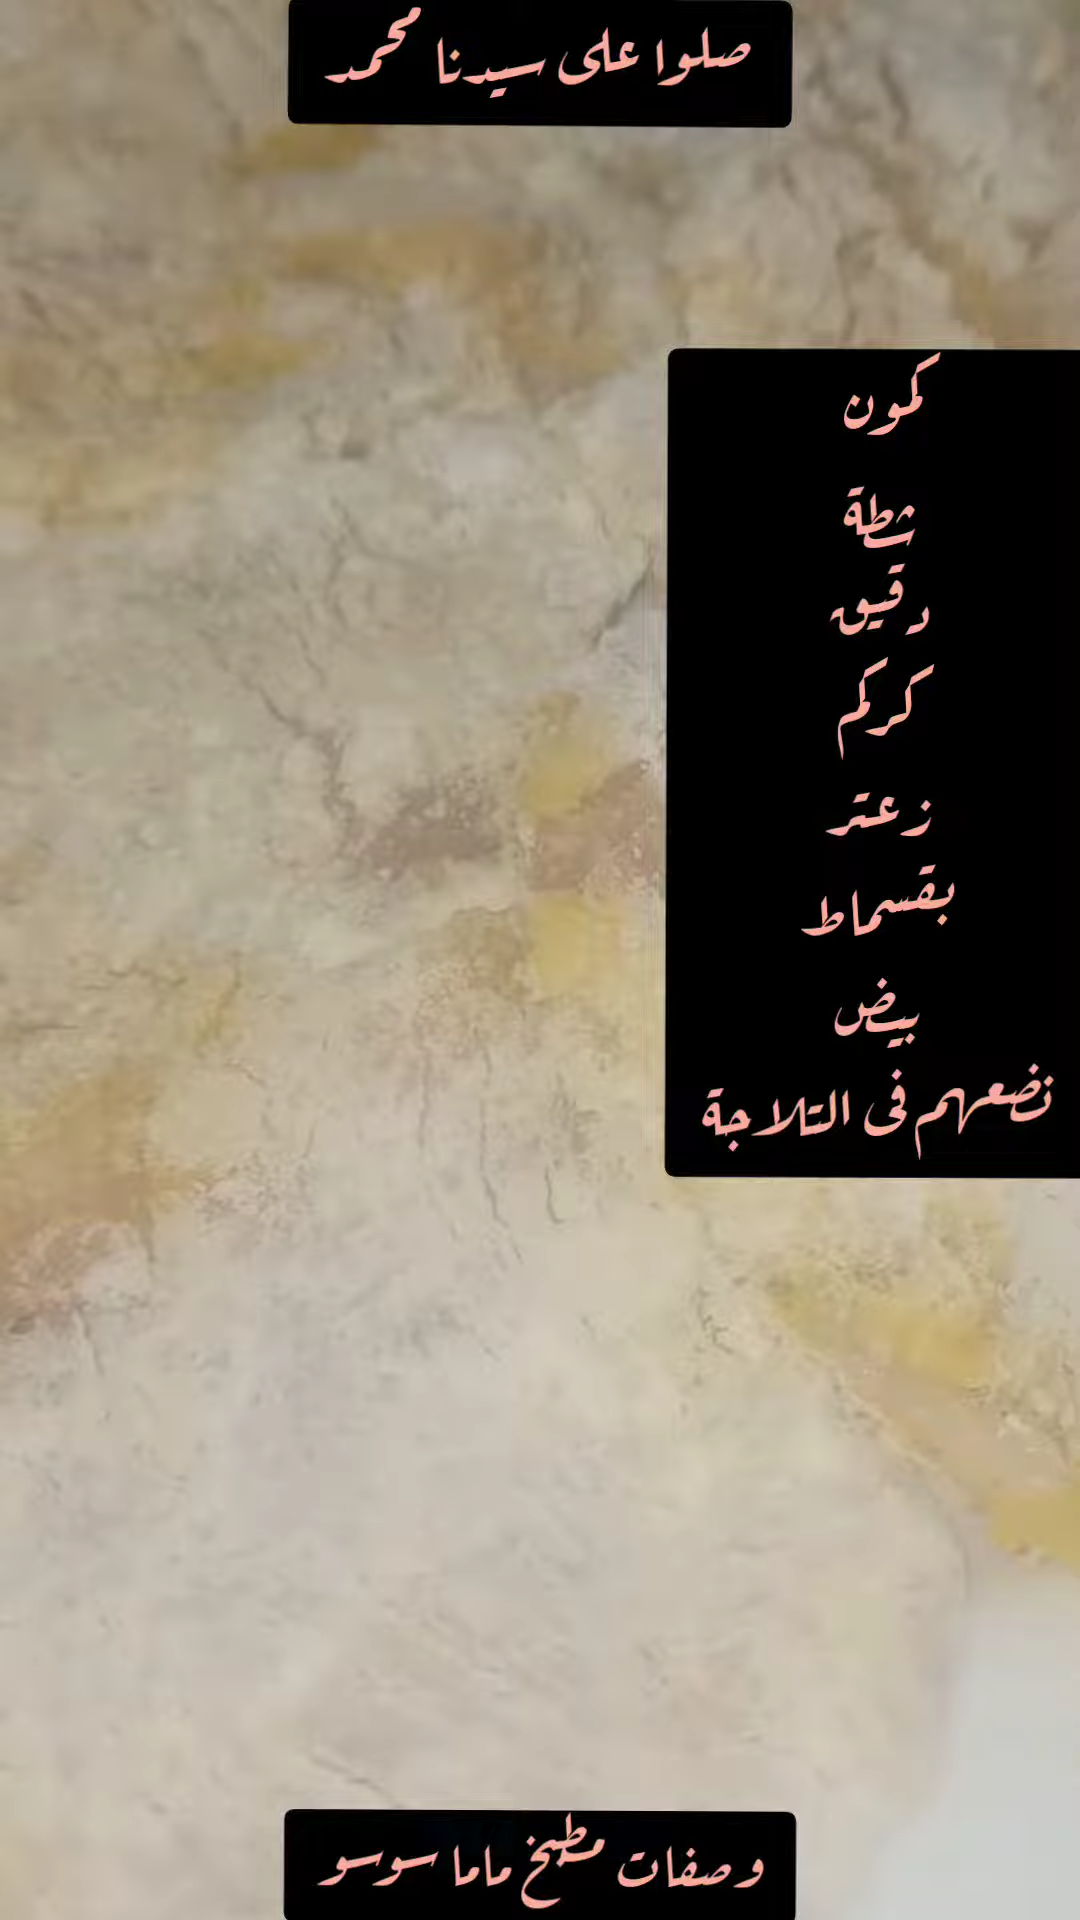 صلوا على سيدنا محمد
كمون
شطة
دقيق
كركم
زعتر
بقسماط
بيض
نضعهم فى التلاجة
وصفات مطبخ ماما سوسو